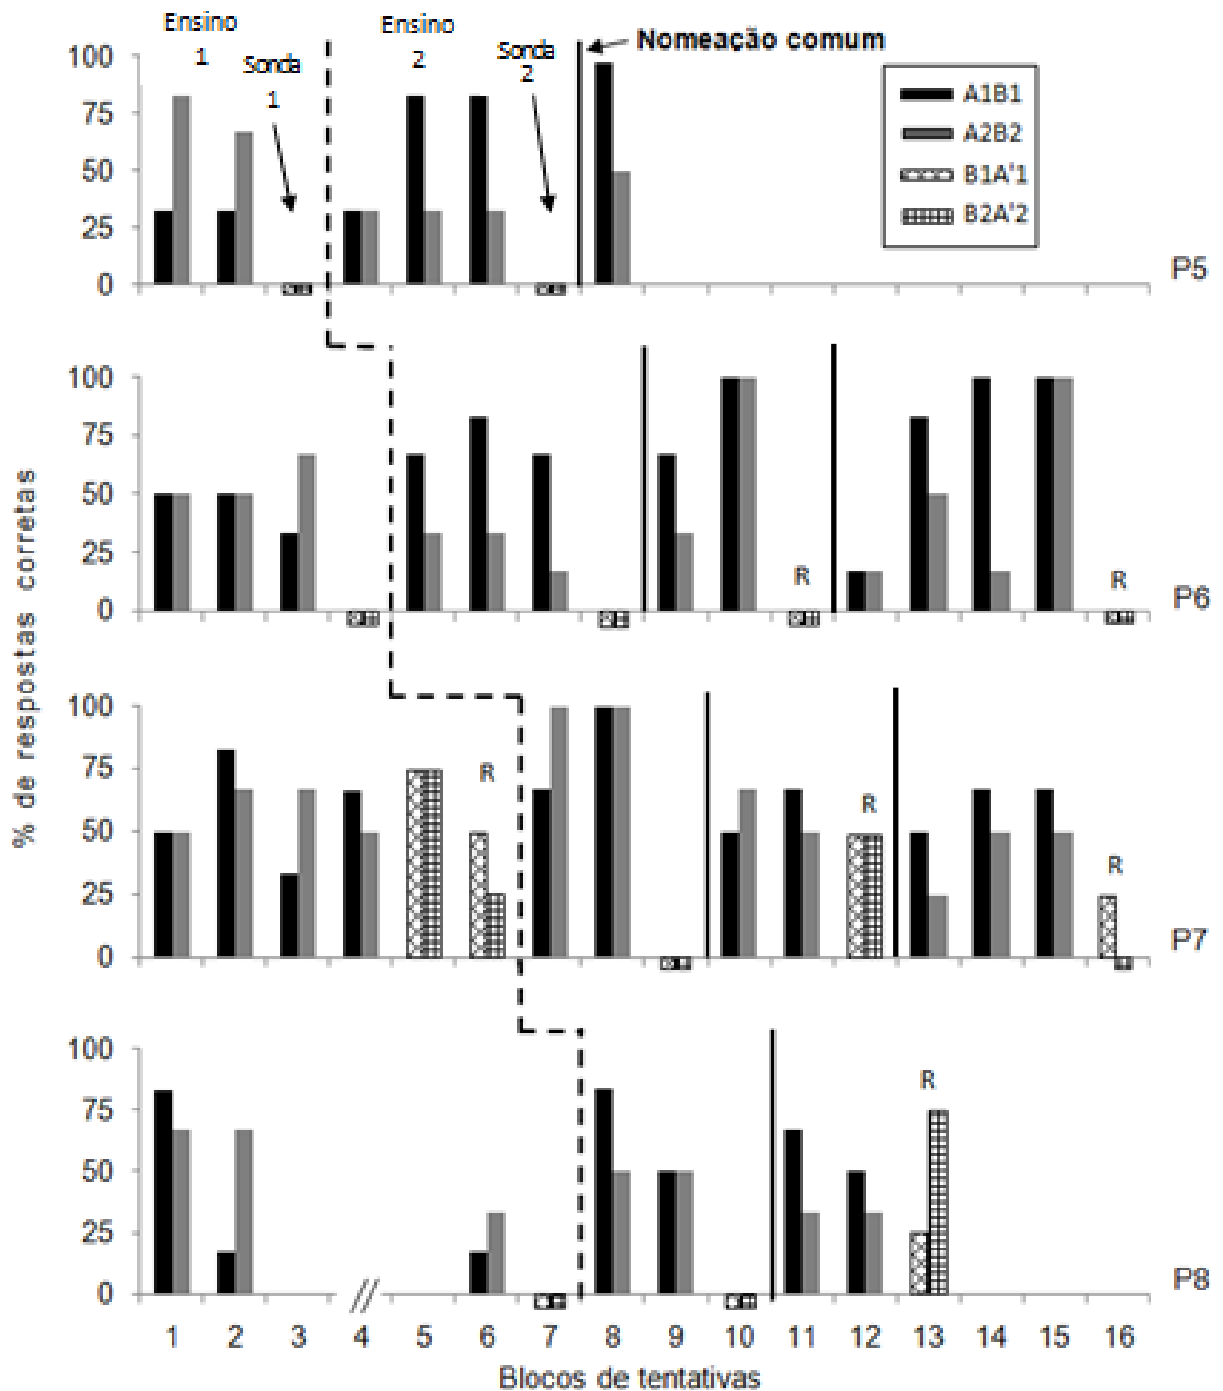 Ensino
1
Sonda
1
Ensino
2
Sonda
2
Nomeação comum
A1B1
A2B2
B1A'1
B2A'2
100
75
50
25
0
P5
100
75
50
25
0
R
R
P6
100
75
50
25
0
R
R
R
P7
100
75
50
25
0
R
P8
1 2 3 4 5 6 7 8 9 10 11 12 13 14 15 16
Blocos de tentativas
% de respostas corretas